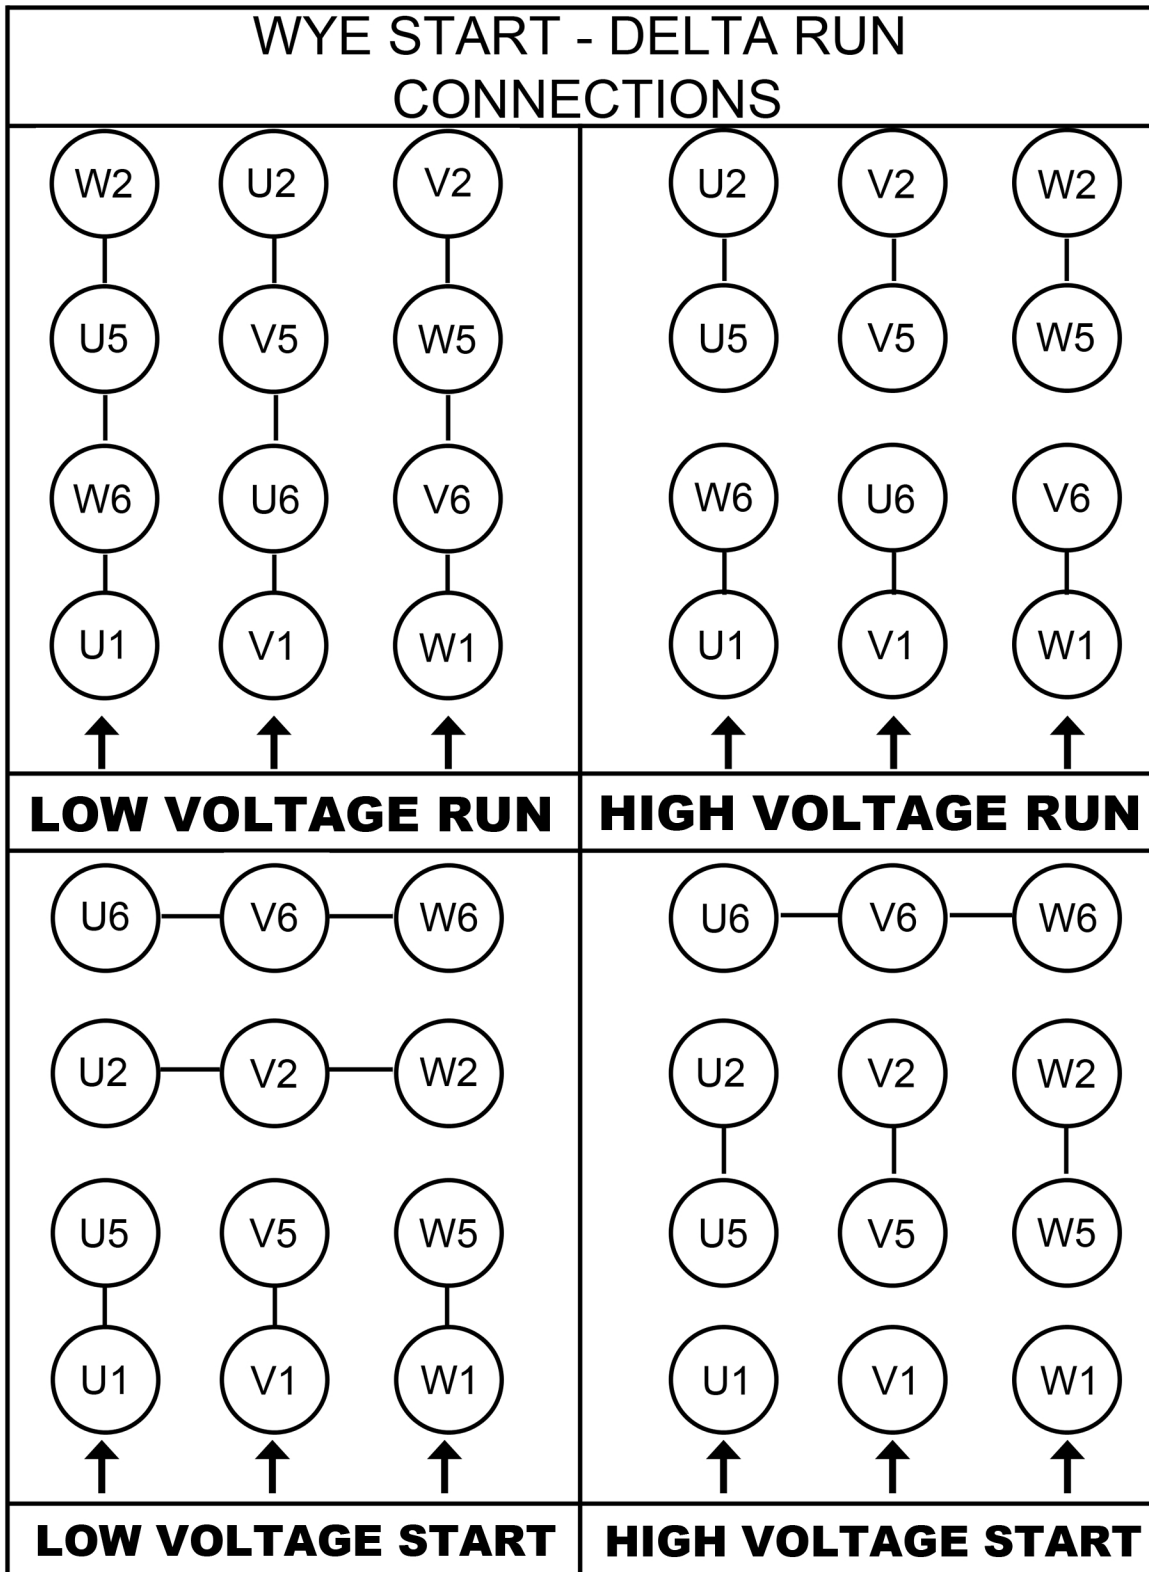 WYE START - DELTA RUN
CONNECTIONS
W2 U2 V2
U5 V5 W5
W6 U6 V6
U1 V1 W1
LOW VOLTAGE RUN
U2 V2 W2
U5 V5 W5
W6 U6 V6
U1 V1 W1
HIGH VOLTAGE RUN
U6 V6 W6
U2 V2 W2
U5 V5 W5
U1 V1 W1
LOW VOLTAGE START
U6 V6 W6
U2 V2 W2
U5 V5 W5
U1 V1 W1
HIGH VOLTAGE START